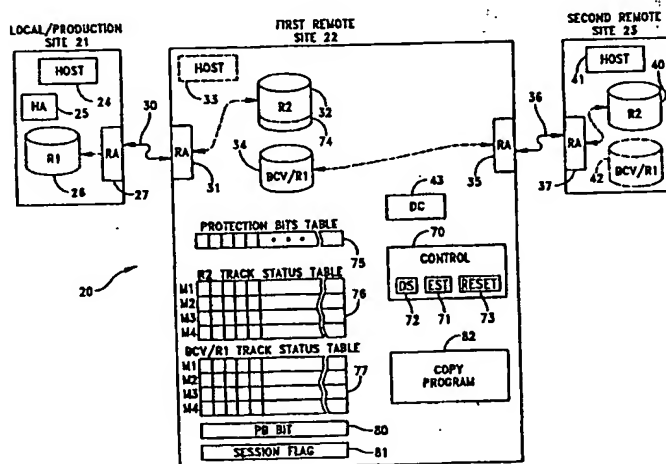 LOCAL/PRODUCTION
SITE 21
HOST
24
HA
25
R1
26
RA
27
30
20
FIRST REMOTE
SITE 22
HOST
33
R2
32
74
RA
31
34
BCV/R1
RA
35
36
43
DC
PROTECTION BITS TABLE
75
R2 TRACK STATUS TABLE
M1
M2
M3
M4
76
BCV/R1 TRACK STATUS TABLE
M1
M2
M3
M4
77
PB BIT
80
SESSION FLAG
81
70
CONTROL
DS
EST
RESET
72
71
73
82
COPY
PROGRAM
SECOND REMOTE
SITE 23
HOST
41
40
R2
RA
37
BCV/R1
42